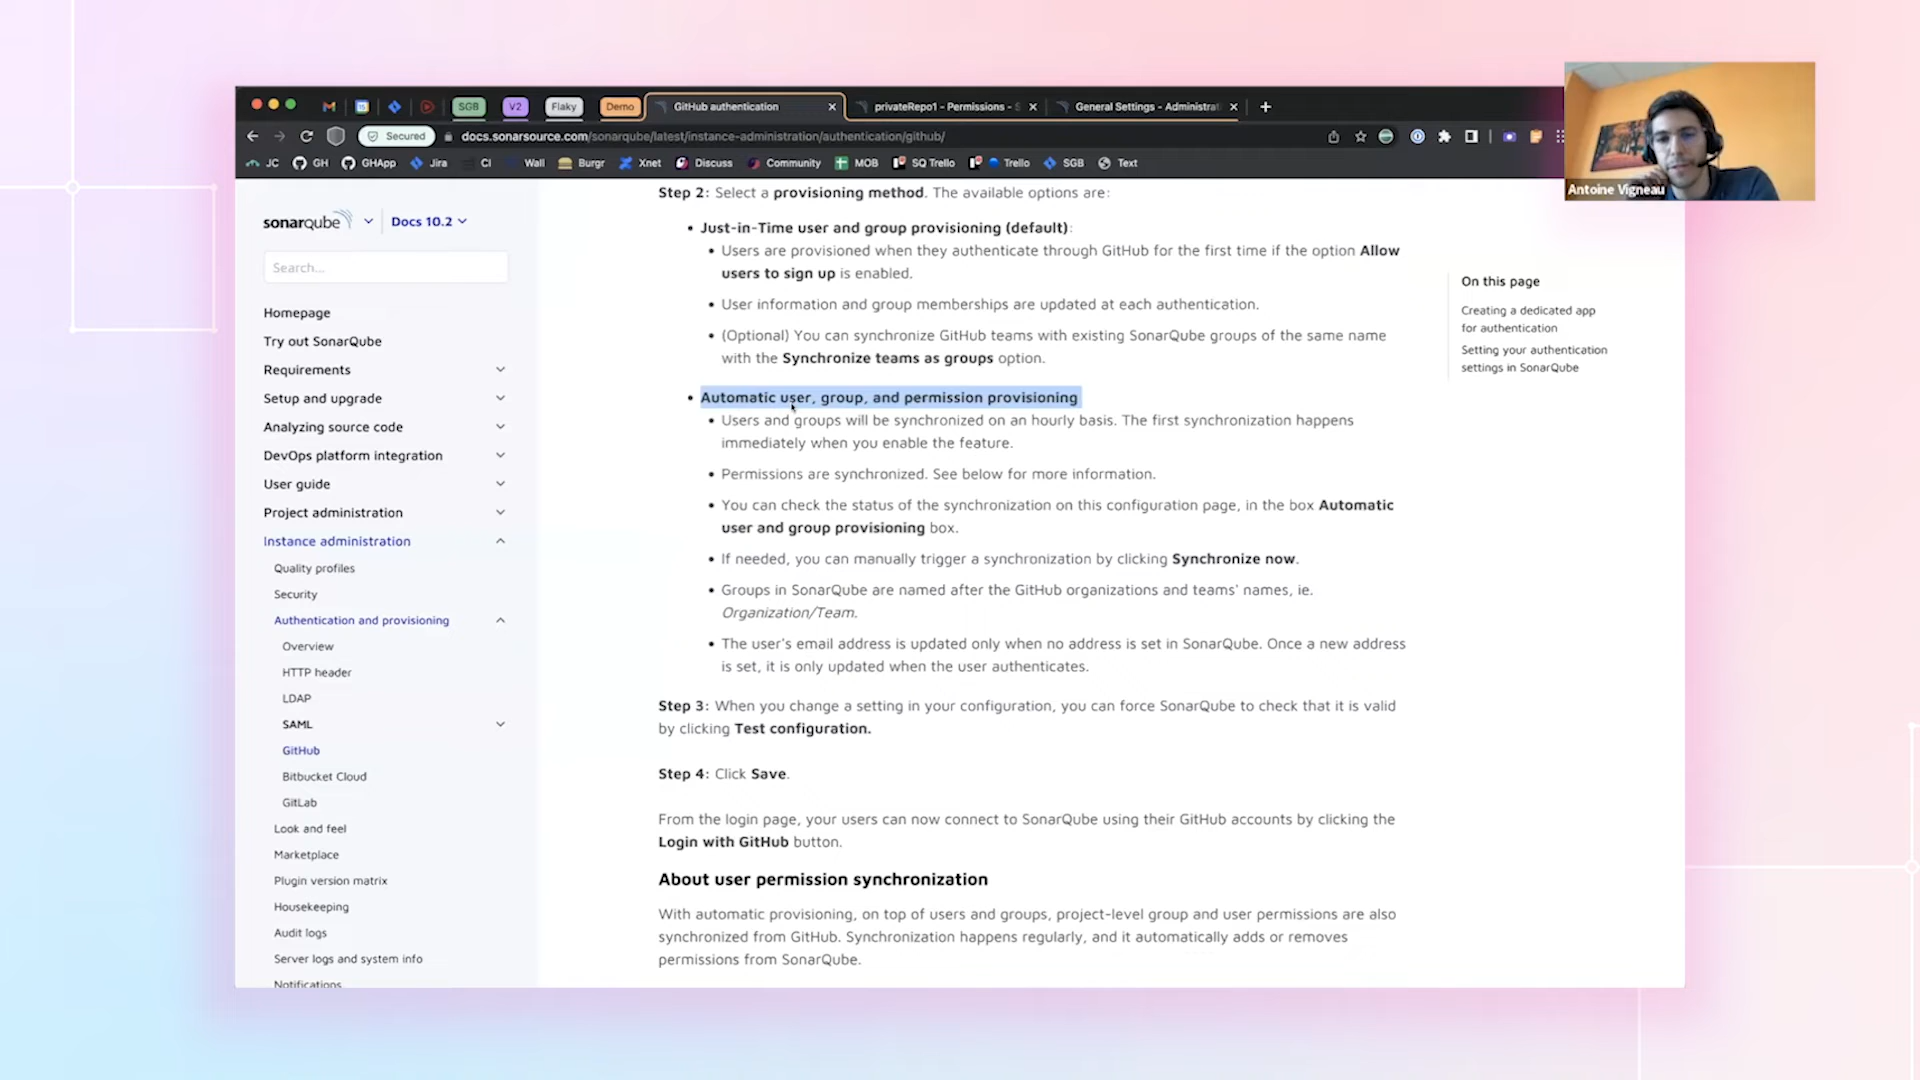 SGB
V2
Flaky
Demo
GitHub authentication
privateRepo1 - Permissions - S
General Settings - Administrat
Secured
docs.sonarsource.com/sonarqube/latest/instance-administration/authentication/github/
JC
GH
GHApp
Jira
CI
Wall
Burgr
Xnet
Discuss
Community
MOB
SQ Trello
Trello
SGB
Text
Antoine Vigneau
sonarqube
Docs 10.2
Search...
Homepage
Try out SonarQube
Requirements
Setup and upgrade
Analyzing source code
DevOps platform integration
User guide
Project administration
Instance administration
Quality profiles
Security
Authentication and provisioning
Overview
HTTP header
LDAP
SAML
GitHub
Bitbucket Cloud
GitLab
Look and feel
Marketplace
Plugin version matrix
Housekeeping
Audit logs
Server logs and system info
Notifications
Step 2: Select a provisioning method. The available options are:
• Just-in-Time user and group provisioning (default):
• Users are provisioned when they authenticate through GitHub for the first time if the option Allow
users to sign up is enabled.
• User information and group memberships are updated at each authentication.
• (Optional) You can synchronize GitHub teams with existing SonarQube groups of the same name
with the Synchronize teams as groups option.
• Automatic user, group, and permission provisioning
• Users and groups will be synchronized on an hourly basis. The first synchronization happens
immediately when you enable the feature.
• Permissions are synchronized. See below for more information.
• You can check the status of the synchronization on this configuration page, in the box Automatic
user and group provisioning box.
• If needed, you can manually trigger a synchronization by clicking Synchronize now.
• Groups in SonarQube are named after the GitHub organizations and teams' names, ie.
Organization/Team.
• The user's email address is updated only when no address is set in SonarQube. Once a new address
is set, it is only updated when the user authenticates.
Step 3: When you change a setting in your configuration, you can force SonarQube to check that it is valid
by clicking Test configuration.
Step 4: Click Save.
From the login page, your users can now connect to SonarQube using their GitHub accounts by clicking the
Login with GitHub button.
About user permission synchronization
With automatic provisioning, on top of users and groups, project-level group and user permissions are also
synchronized from GitHub. Synchronization happens regularly, and it automatically adds or removes
permissions from SonarQube.
On this page
Creating a dedicated app
for authentication
Setting your authentication
settings in SonarQube